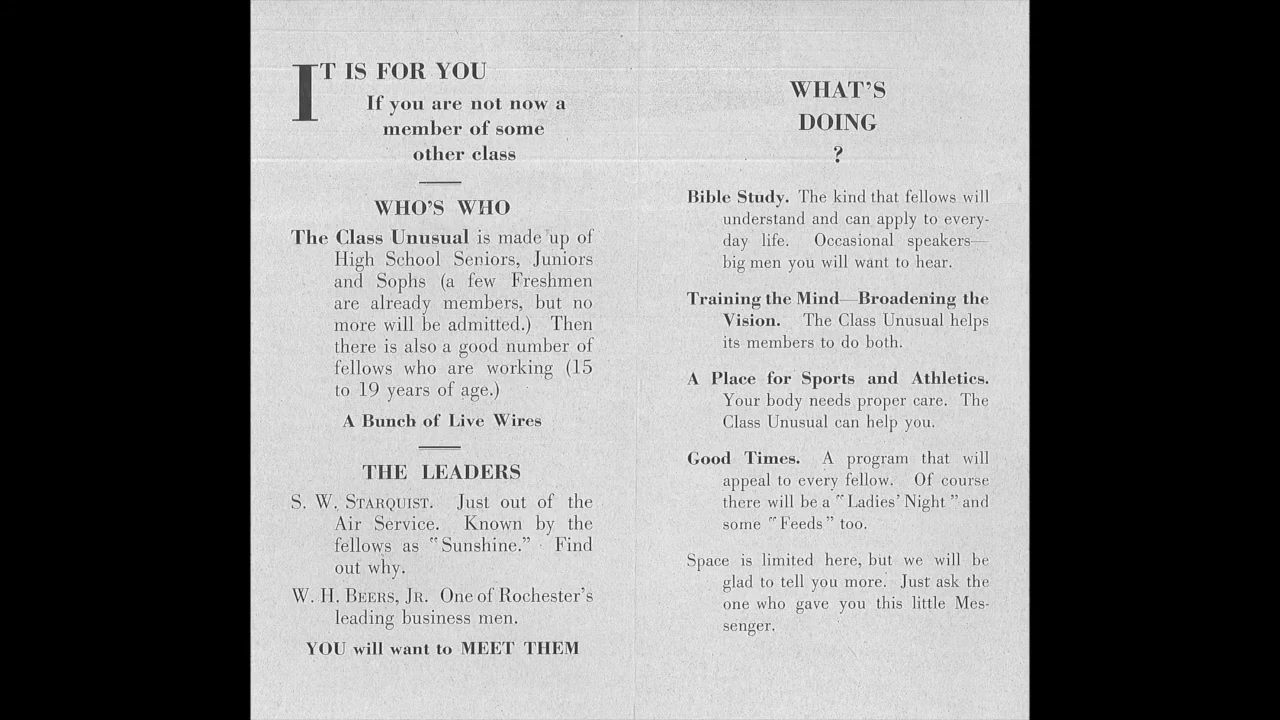 IT IS FOR YOU
If you are not now a
member of some
other class
WHO'S WHO
The Class Unusual is made up of
High School Seniors, Juniors
and Sophs (a few Freshmen
are already members, but no
more will be admitted.) Then
there is also a good number of
fellows who are working (15
to 19 years of age.)
A Bunch of Live Wires
THE LEADERS
S. W. STARQUIST. Just out of the
Air Service. Known by the
fellows as "Sunshine." Find
out why.
W. H. BEERS, JR. One of Rochester's
leading business men.
YOU will want to MEET THEM
WHAT'S
DOING
?
Bible Study. The kind that fellows will
understand and can apply to every-
day life. Occasional speakers—
big men you will want to hear.
Training the Mind—Broadening the
Vision. The Class Unusual helps
its members to do both.
A Place for Sports and Athletics.
Your body needs proper care. The
Class Unusual can help you.
Good Times. A program that will
appeal to every fellow. Of course
there will be a "Ladies' Night" and
some "Feeds" too.
Space is limited here, but we will be
glad to tell you more. Just ask the
one who gave you this little Mes-
senger.